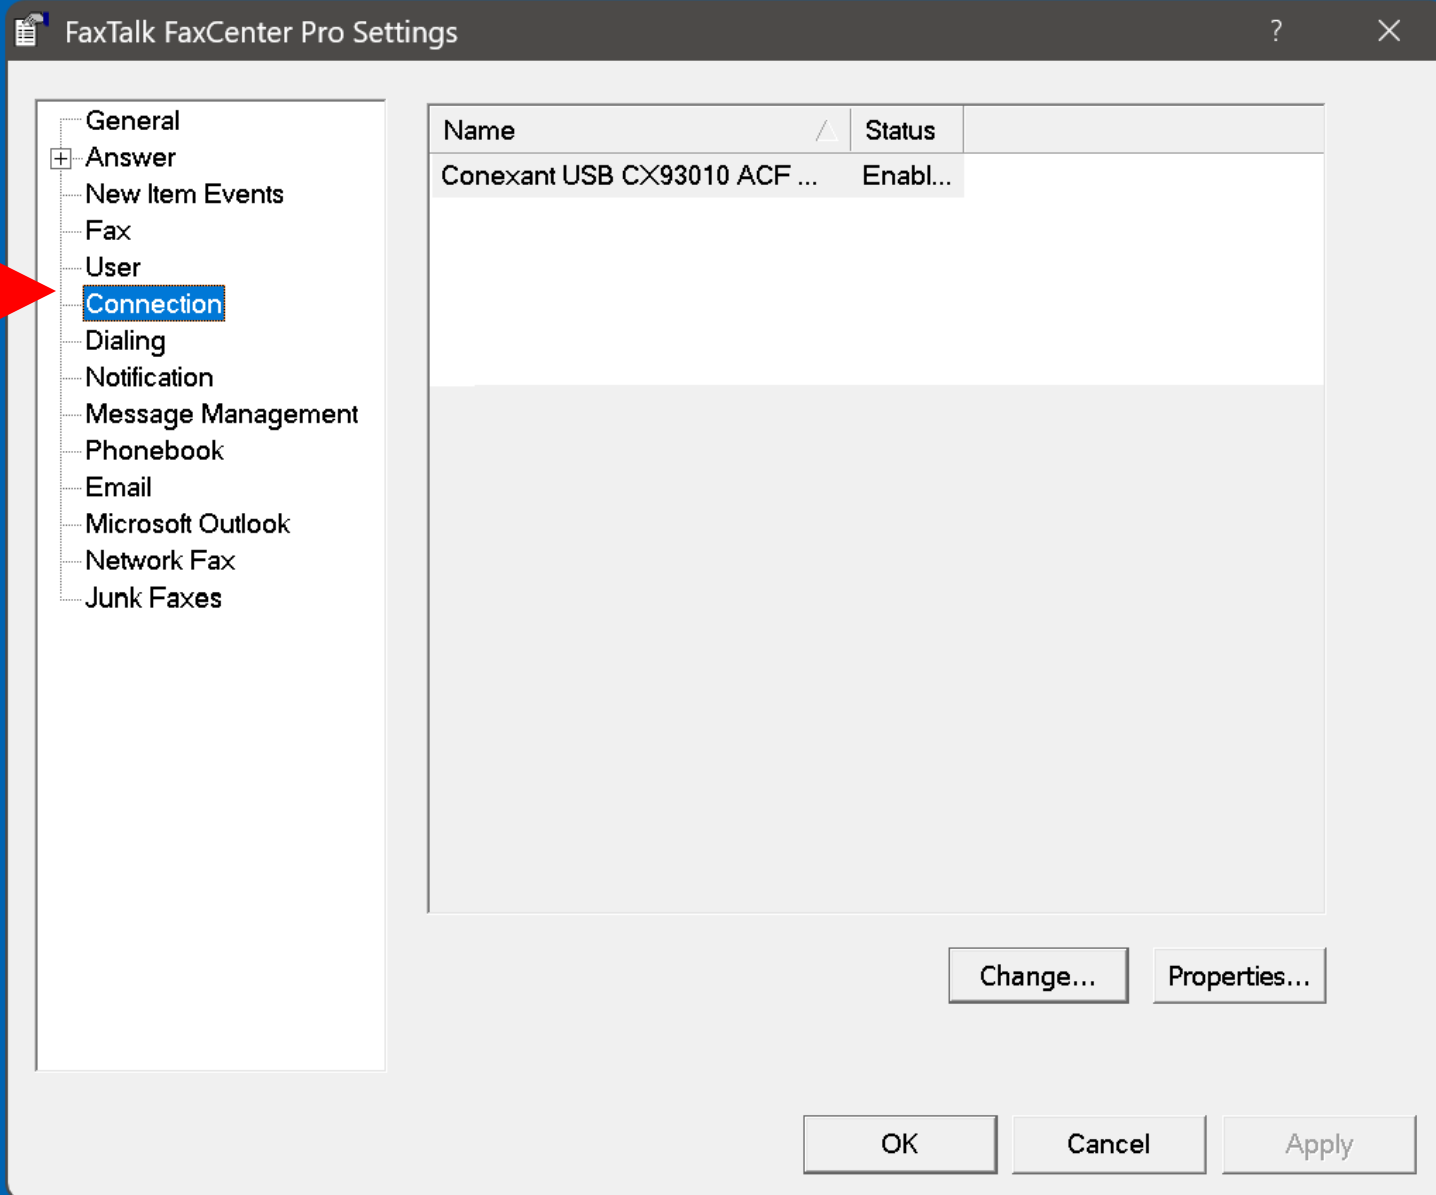 FaxTalk FaxCenter Pro Settings
General
Answer
New Item Events
Fax
User
Connection
Dialing
Notification
Message Management
Phonebook
Email
Microsoft Outlook
Network Fax
Junk Faxes
Name Status
Conexant USB CX93010 ACF ... Enabl...
Change... Properties...
OK Cancel Apply